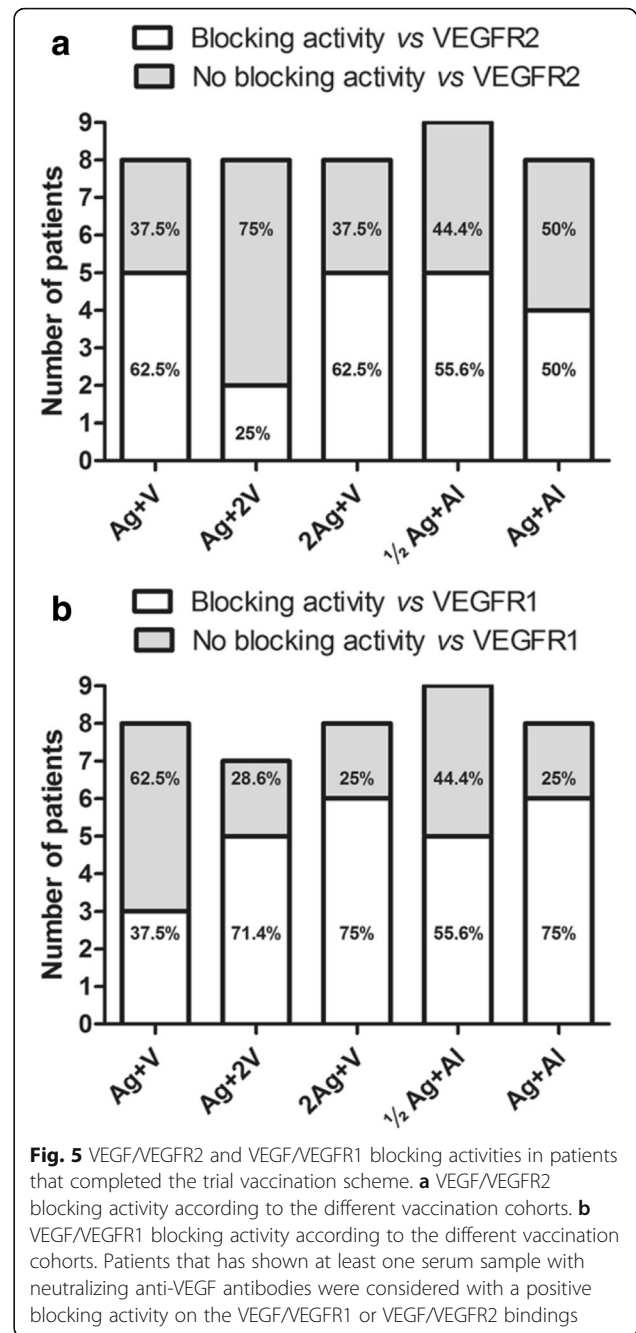 a
Blocking activity vs VEGFR2
No blocking activity vs VEGFR2
Number of patients
9
8
7
6
5
4
3
2
1
0
37.5% 75% 37.5% 44.4% 50%
62.5% 25% 62.5% 55.6% 50%
Ag+V Ag+2V 2Ag+V ½ Ag+Al Ag+Al
b
Blocking activity vs VEGFR1
No blocking activity vs VEGFR1
Number of patients
9
8
7
6
5
4
3
2
1
0
62.5% 28.6% 25% 44.4% 25%
37.5% 71.4% 75% 55.6% 75%
Ag+V Ag+2V 2Ag+V ½ Ag+Al Ag+Al
Fig. 5 VEGF/VEGFR2 and VEGF/VEGFR1 blocking activities in patients
that completed the trial vaccination scheme. a VEGF/VEGFR2
blocking activity according to the different vaccination cohorts. b
VEGF/VEGFR1 blocking activity according to the different vaccination
cohorts. Patients that has shown at least one serum sample with
neutralizing anti-VEGF antibodies were considered with a positive
blocking activity on the VEGF/VEGFR1 or VEGF/VEGFR2 bindings